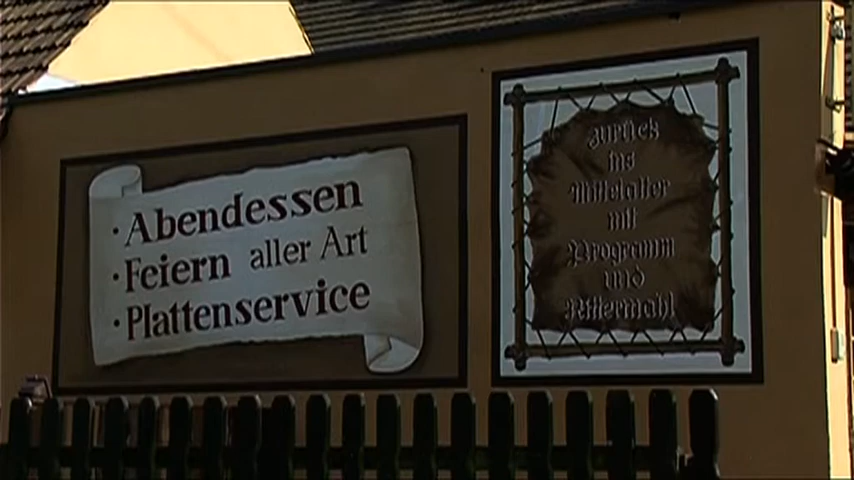 · Abendessen
· Feiern aller Art
· Plattenservice
zurück
ins
Mittelalter
mit
Programm
und
Rittermahl